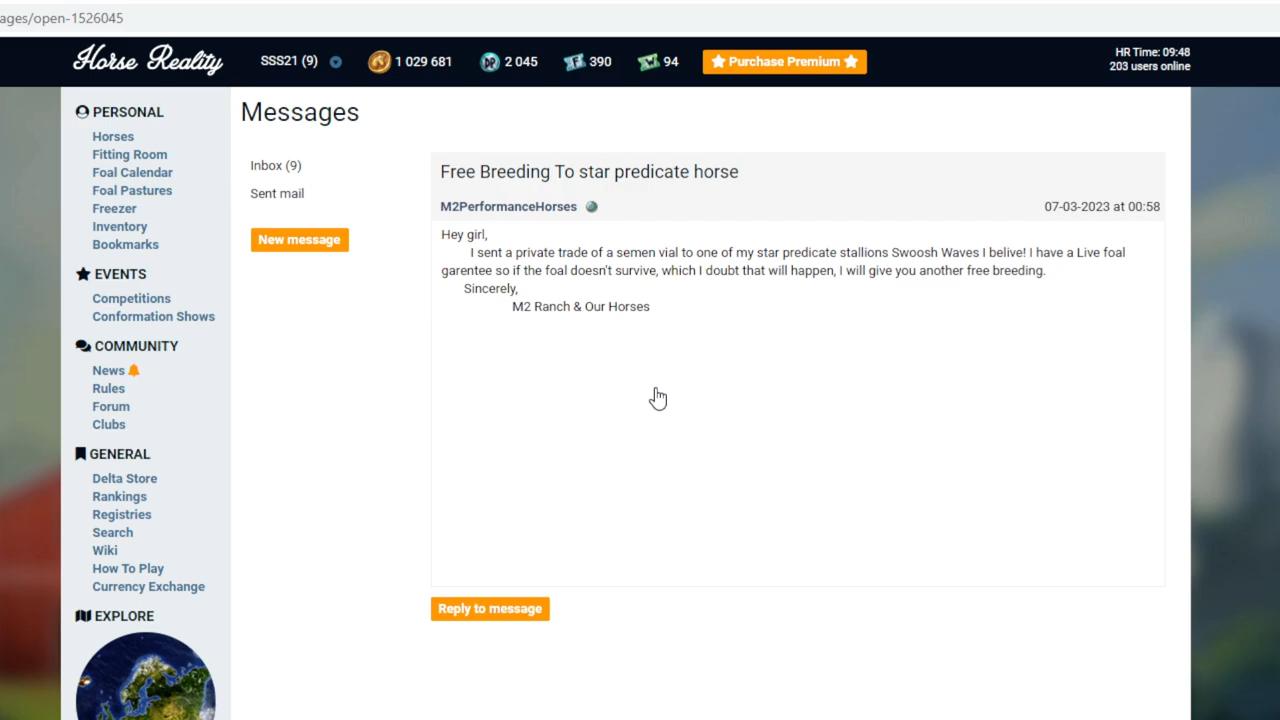 ages/open-1526045
Horse Reality
SSS21 (9)
1 029 681
DP
2 045
390
94
Purchase Premium
HR Time: 09:48
203 users online
PERSONAL
Horses
Fitting Room
Foal Calendar
Foal Pastures
Freezer
Inventory
Bookmarks
EVENTS
Competitions
Conformation Shows
COMMUNITY
News
Rules
Forum
Clubs
GENERAL
Delta Store
Rankings
Registries
Search
Wiki
How To Play
Currency Exchange
EXPLORE
Messages
Inbox (9)
Sent mail
New message
Free Breeding To star predicate horse
M2PerformanceHorses
07-03-2023 at 00:58
Hey girl,
I sent a private trade of a semen vial to one of my star predicate stallions Swoosh Waves I belive! I have a Live foal
garentee so if the foal doesn't survive, which I doubt that will happen, I will give you another free breeding.
Sincerely,
M2 Ranch & Our Horses
Reply to message